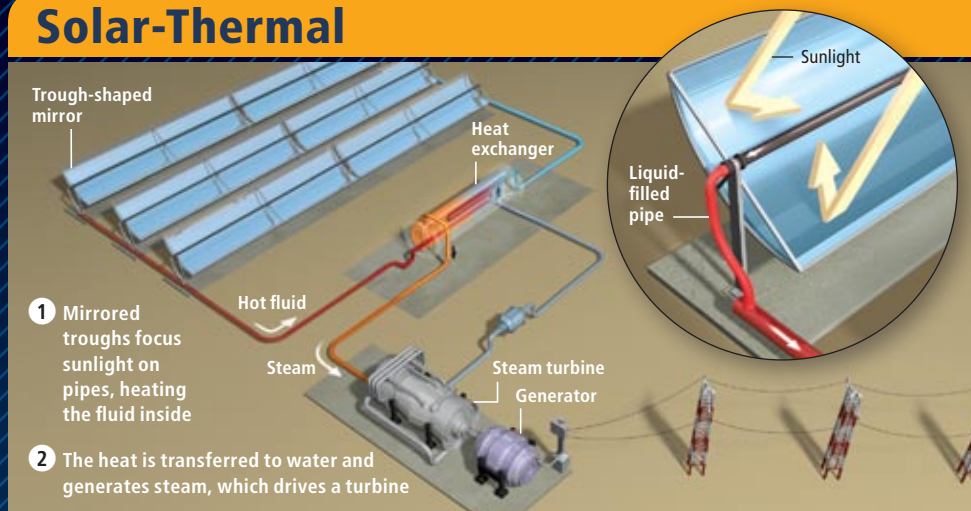 Solar-Thermal
Trough-shaped
mirror
Heat
exchanger
Sunlight
Liquid-
filled
pipe
Hot fluid
Steam
Steam turbine
Generator
1 Mirrored
troughs focus
sunlight on
pipes, heating
the fluid inside
2 The heat is transferred to water and
generates steam, which drives a turbine